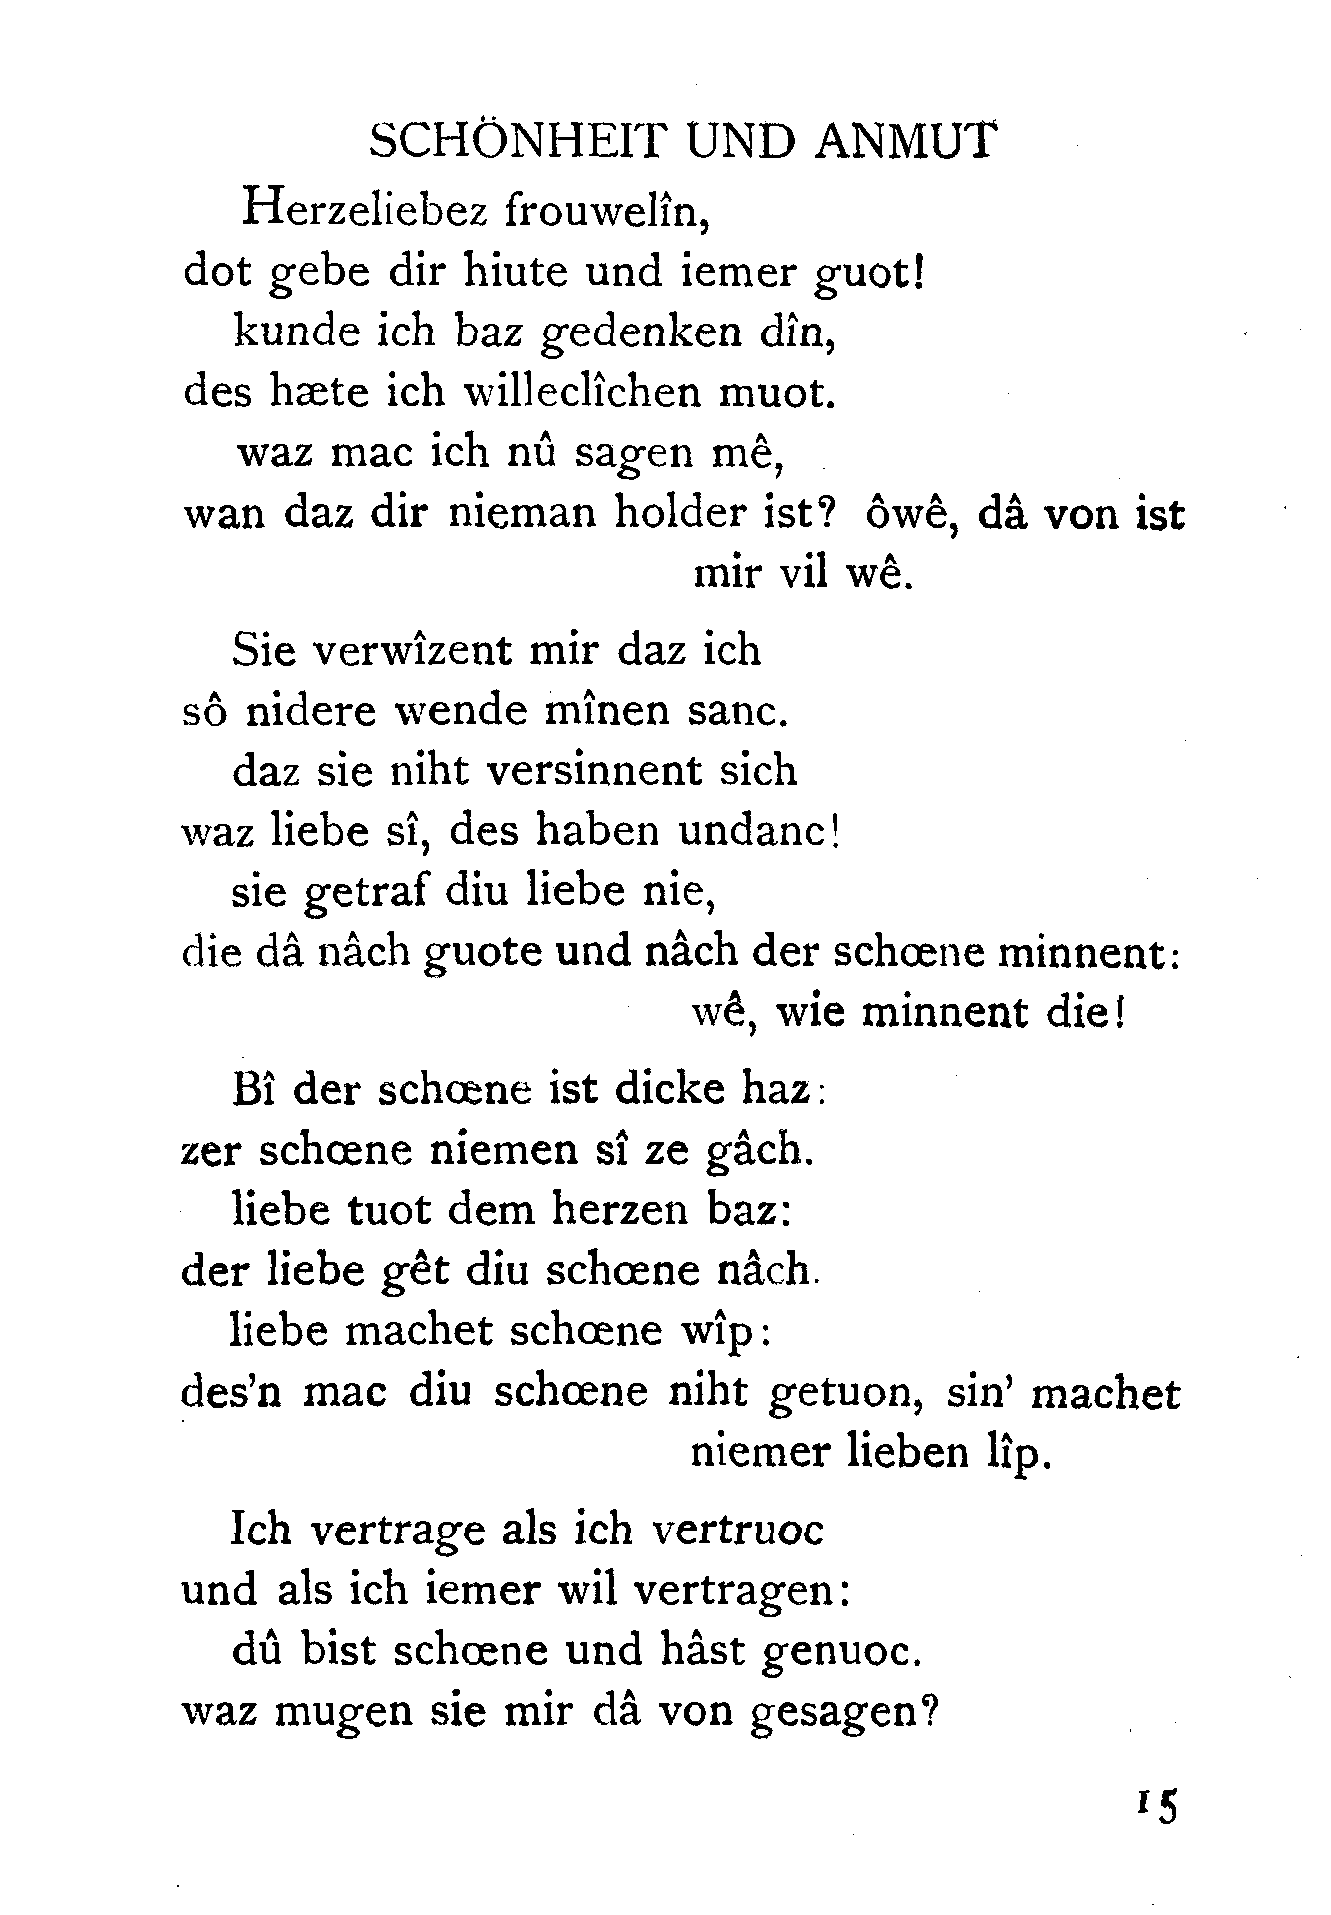 SCHÖNHEIT UND ANMUT
Herzeliebez frouwelîn,
dot gebe dir hiute und iemer guot!
kunde ich baz gedenken dîn,
des hæte ich willeclîchen muot.
waz mac ich nû sagen mê,
wan daz dir nieman holder ist? ôwê, dâ von ist
mir vil wê.
Sie verwîzent mir daz ich
sô nidere wende mînen sanc.
daz sie niht versinnent sich
waz liebe sî, des haben undanc!
sie getraf diu liebe nie,
die dâ nâch guote und nâch der schœne minnent:
wê, wie minnent die!
Bî der schœne ist dicke haz:
zer schœne niemen sî ze gâch.
liebe tuot dem herzen baz:
der liebe gêt diu schœne nâch.
liebe machet schœne wîp:
des'n mac diu schœne niht getuon, sin' machet
niemer lieben lîp.
Ich vertrage als ich vertruoc
und als ich iemer wil vertragen:
dû bist schœne und hâst genuoc.
waz mugen sie mir dâ von gesagen?
15